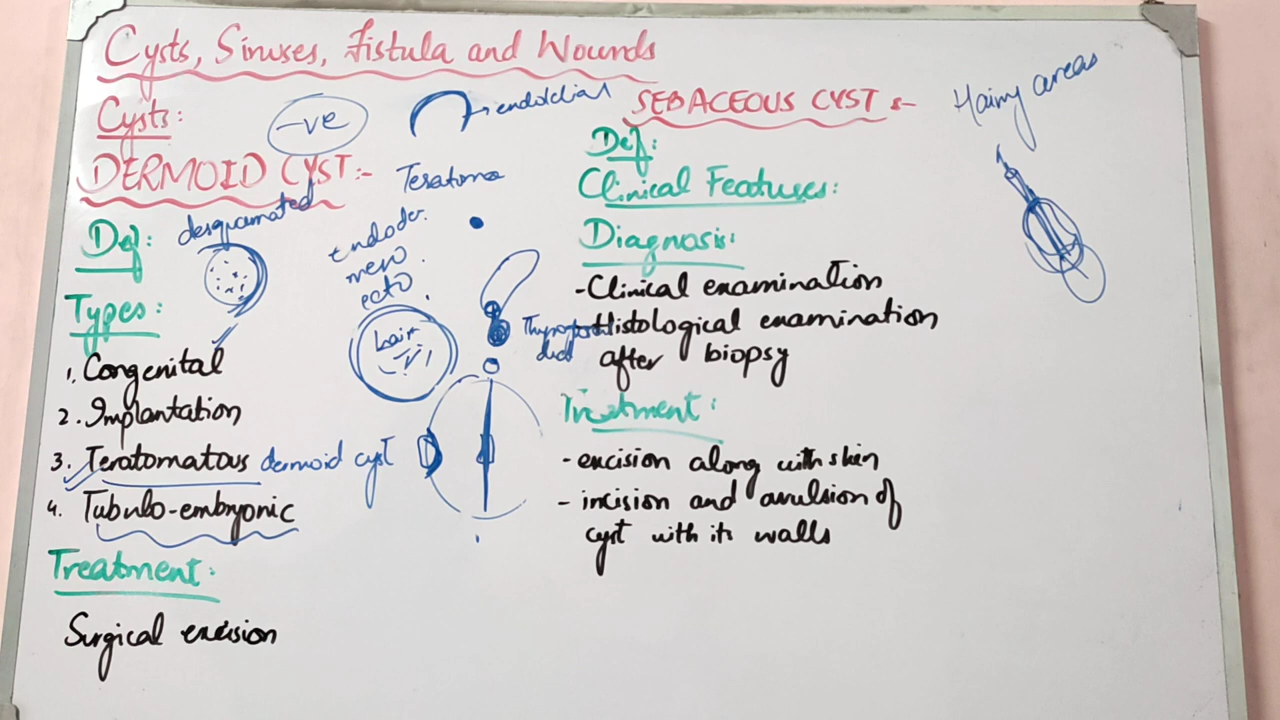 Cysts, Sinuses, Fistula and Wounds
Cysts:
-ve
endoldial
DERMOID CYST:-
Teratoma
Def:
desquamated
endoder.
meso
ecto.
Types:
hair
duct
1. Congenital
2. Implantation
3. Teratomatous dermoid cyst
4. Tubulo-embryonic
Treatment:
Surgical excision
SEBACEOUS CYST :-
Hairy areas
Def:
Clinical Features:
Diagnosis:
-Clinical examination
-Histological examination
after biopsy
Treatment:
- excision along with skin
- incision and avulsion of
cyst with its walls